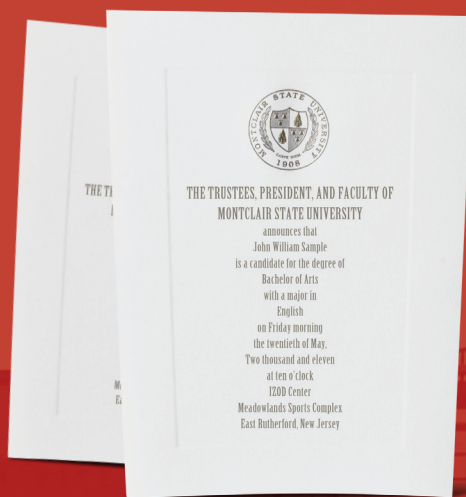 MONTCLAIR STATE UNIVERSITY
1908
THE TRUSTEES, PRESIDENT, AND FACULTY OF
MONTCLAIR STATE UNIVERSITY
announces that
John William Sample
is a candidate for the degree of
Bachelor of Arts
with a major in
English
on Friday morning
the twentieth of May,
Two thousand and eleven
at ten o'clock
IZOD Center
Meadowlands Sports Complex
East Rutherford, New Jersey
THE T